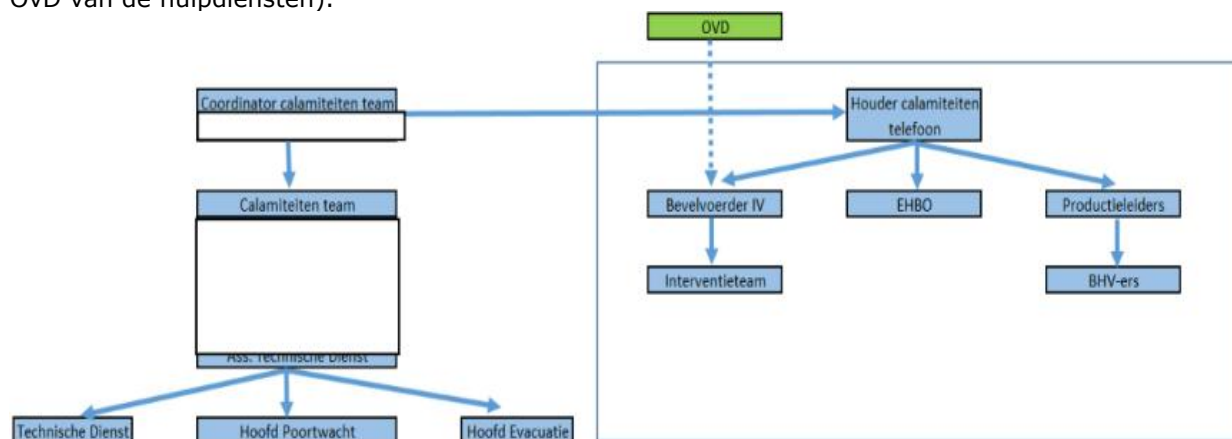 OVD van de hulpdiensten).
OVD
Coordinator calamiteiten team
Houder calamiteiten
telefoon
Calamiteiten team
Bevelvoerder IV
EHBO
Productieleiders
Interventieteam
BHV-ers
Ass. Technische Dienst
Technische Dienst
Hoofd Poortwacht
Hoofd Evacuatie